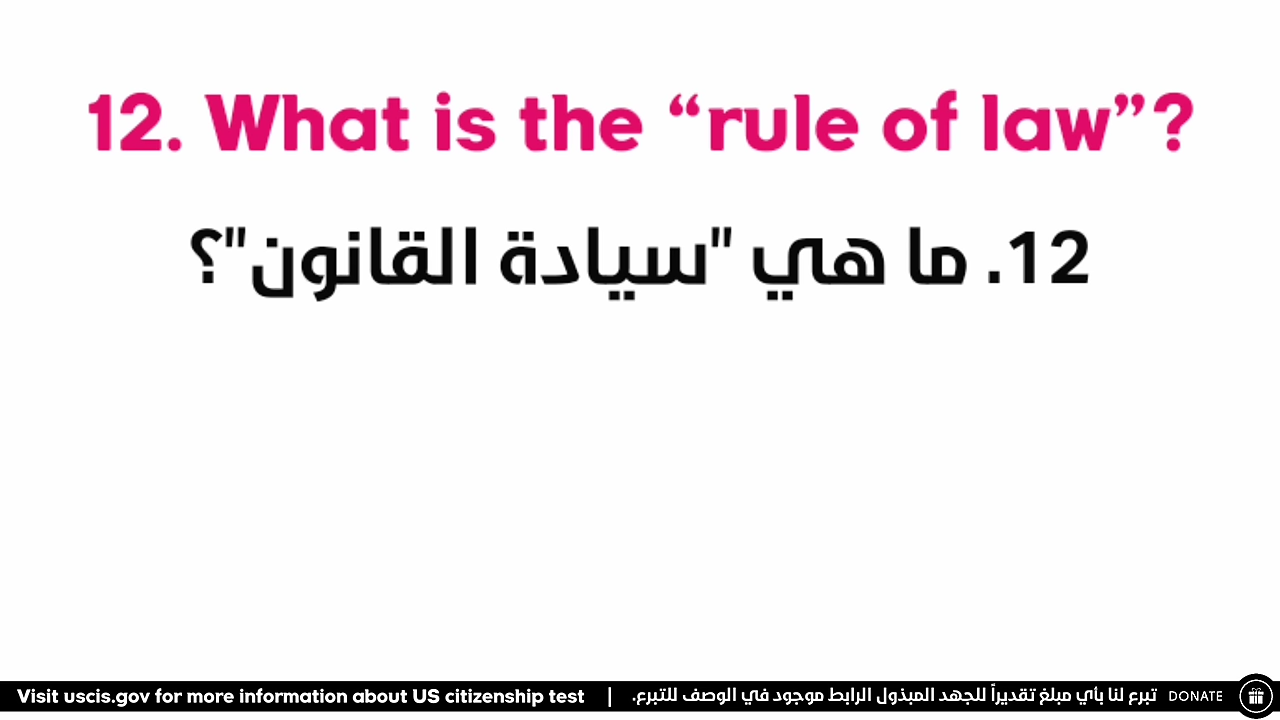 12. What is the “rule of law”?
12. ما هي "سيادة القانون"؟
Visit uscis.gov for more information about US citizenship test | تبرع لنا بأي مبلغ تقديراً للجهد المبذول الرابط موجود في الوصف للتبرع. DONATE